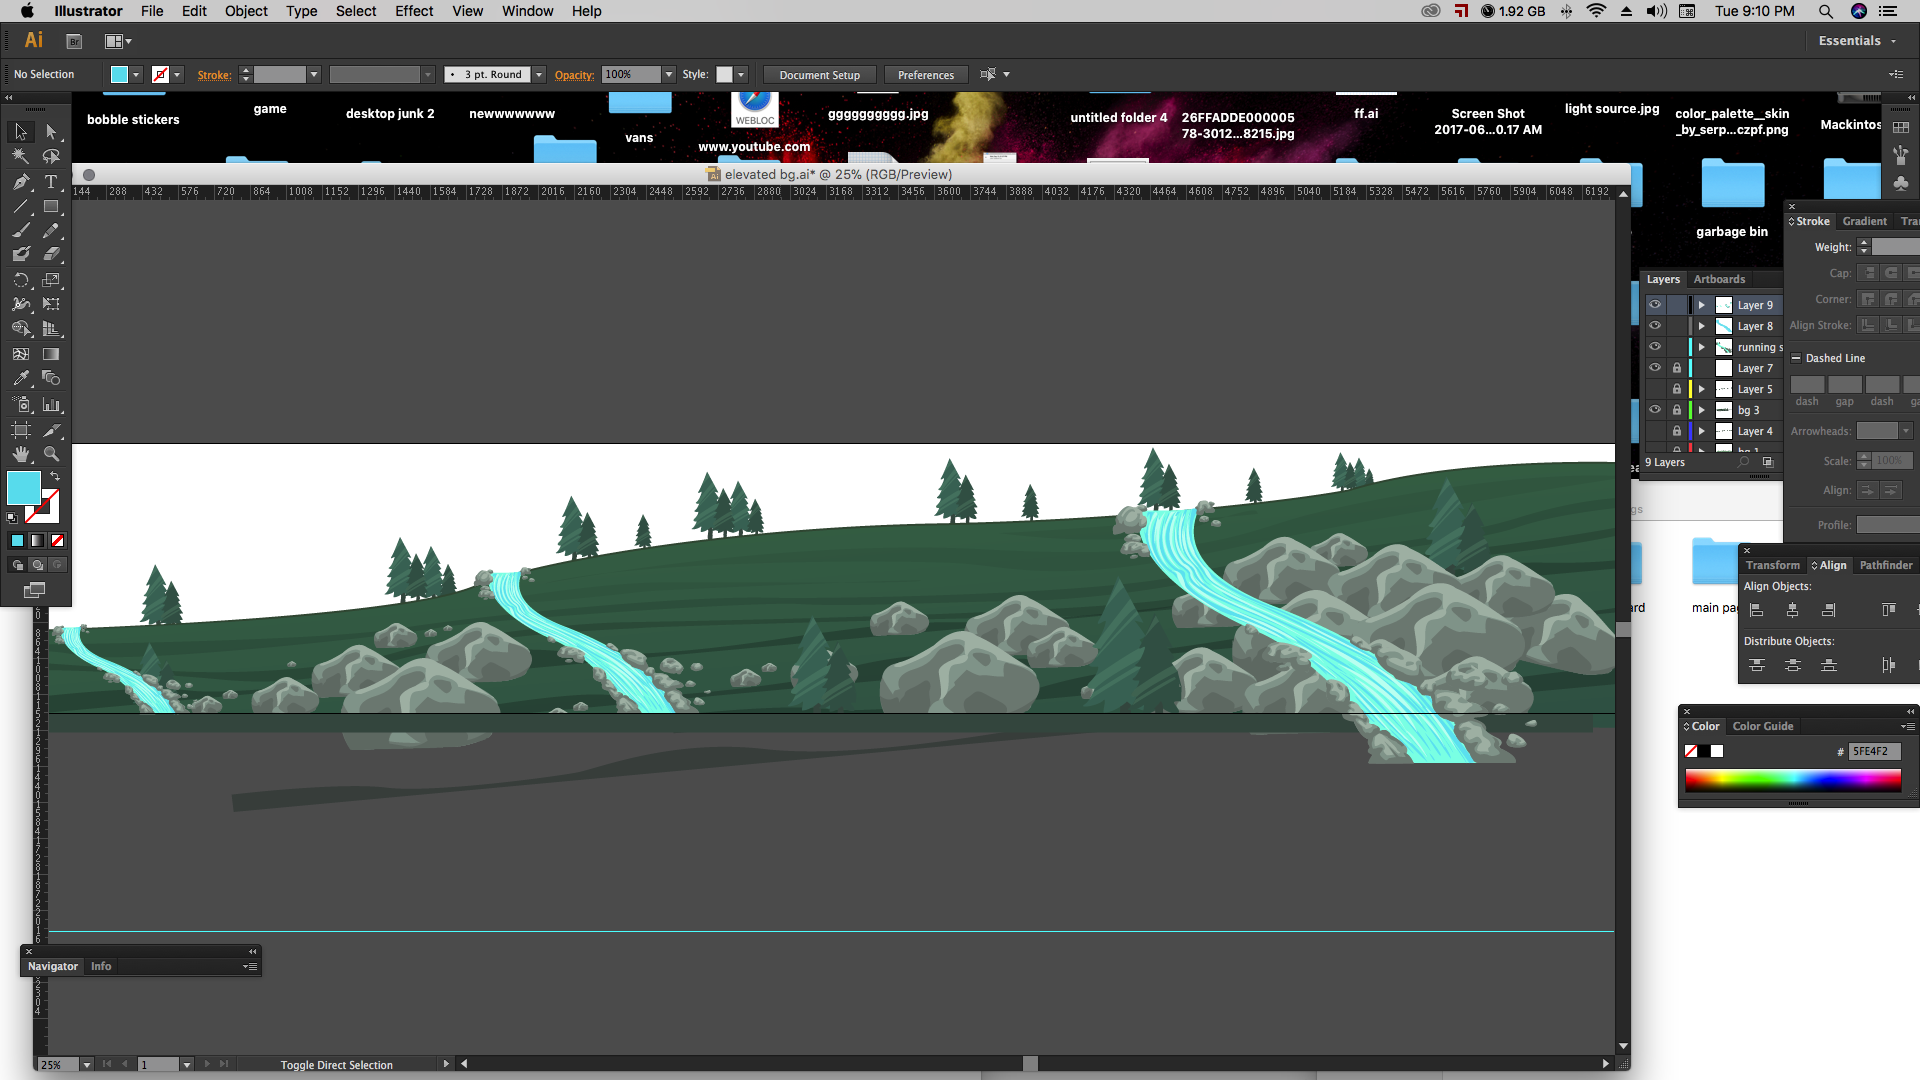 Illustrator File Edit Object Type Select Effect View Window Help 1.92 GB Tue 9:10 PM
Ai Br Essentials
No Selection Stroke: 3 pt. Round Opacity: 100% Style: Document Setup Preferences
bobble stickers
game
desktop junk 2
newwwwwww
vans
WEBLOC
www.youtube.com
gggggggggg.jpg
untitled folder 4
26FFADDE000005
78-3012...8215.jpg
ff.ai
Screen Shot
2017-06...0.17 AM
light source.jpg
color_palette__skin
_by_serp...czpf.png
Mackintos
garbage bin
elevated bg.ai* @ 25% (RGB/Preview)
144 288 432 576 720 864 1008 1152 1296 1440 1584 1728 1872 2016 2160 2304 2448 2592 2736 2880 3024 3168 3312 3456 3600 3744 3888 4032 4176 4320 4464 4608 4752 4896 5040 5184 5328 5472 5616 5760 5904 6048 6192
Stroke Gradient Tra
Weight:
Cap:
Corner:
Align Stroke:
Dashed Line
dash gap dash ga
Arrowheads:
Scale: 100%
Align:
Profile:
Layers Artboards
Layer 9
Layer 8
running s
Layer 7
Layer 5
bg 3
Layer 4
bg 1
9 Layers
gs
ard
main pa
Transform Align Pathfinder
Align Objects:
Distribute Objects:
Color Color Guide
# 5FE4F2
Navigator Info
25% 1 Toggle Direct Selection